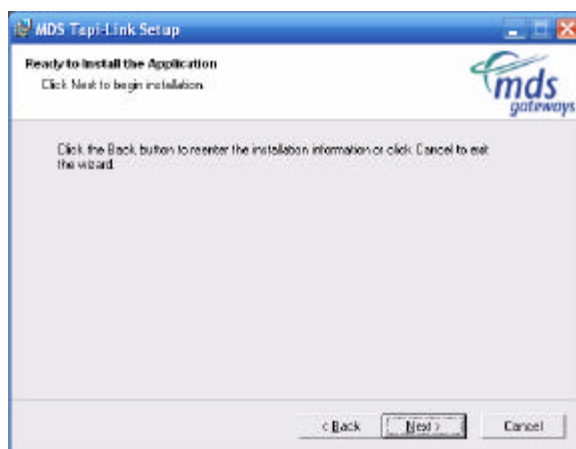 MDS Tapi-Link Setup
Ready to Install the Application
Click Next to begin installation.
mds
gateways
Click the Back button to reenter the installation information or click Cancel to exit
the wizard.
< Back
Next >
Cancel